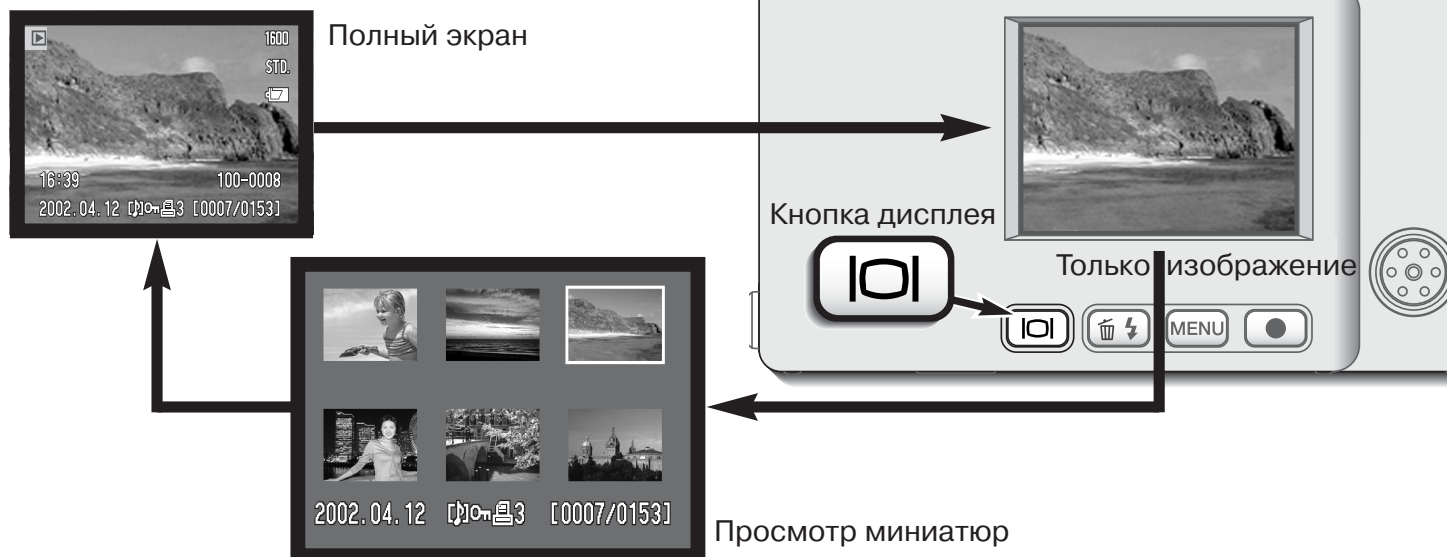 Полный экран
1600
STD.
16:39 100-0008
2002.04.12 3 [0007/0153]
Кнопка дисплея
Только изображение
MENU
2002.04.12 3 [0007/0153]
Просмотр миниатюр